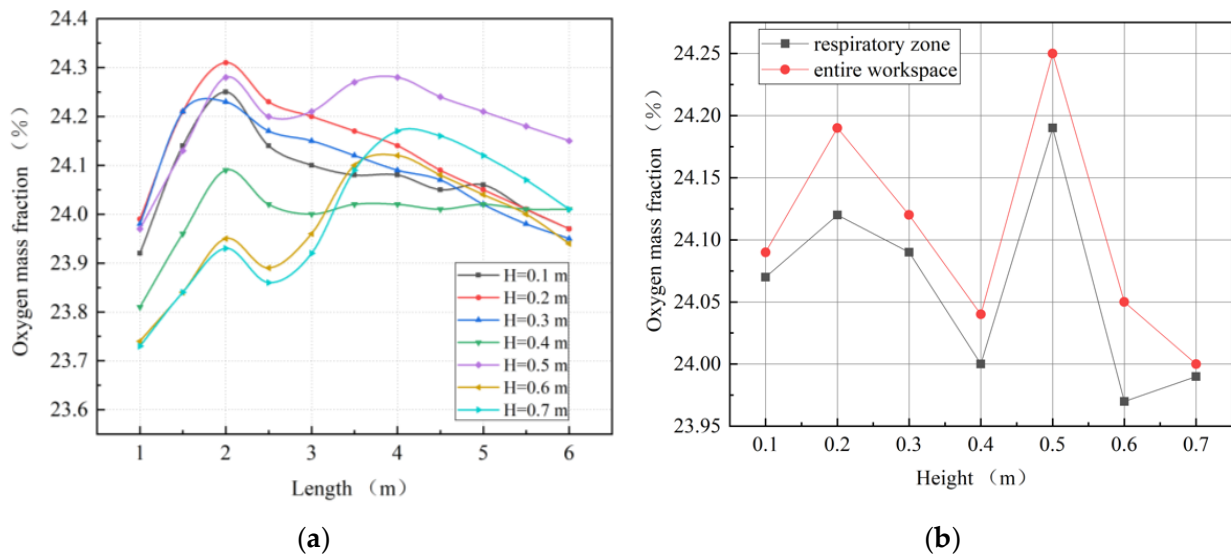 24.4
24.3
24.2
24.1
24.0
23.9
23.8
23.7
23.6
Oxygen mass fraction （%）
H=0.1 m
H=0.2 m
H=0.3 m
H=0.4 m
H=0.5 m
H=0.6 m
H=0.7 m
1 2 3 4 5 6
Length （m）
(a)
respiratory zone
entire workspace
24.25
24.20
24.15
24.10
24.05
24.00
23.95
Oxygen mass fraction （%）
0.1 0.2 0.3 0.4 0.5 0.6 0.7
Height （m）
(b)